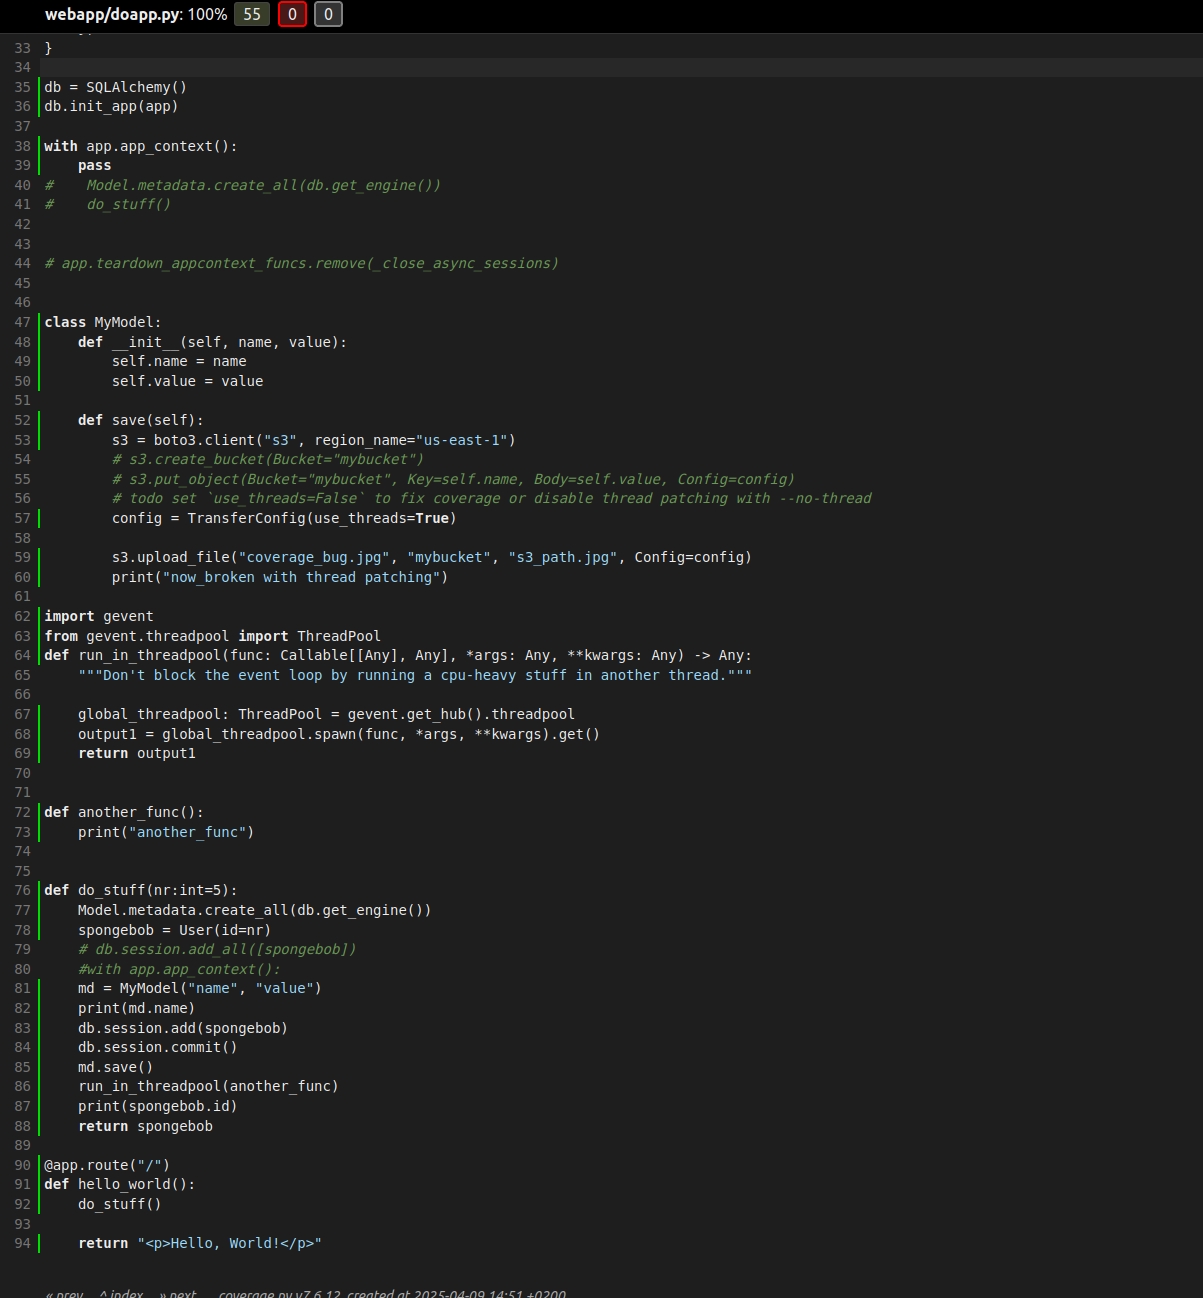 webapp/doapp.py: 100% 55 0 0
33 }
34
35 db = SQLAlchemy()
36 db.init_app(app)
37
38 with app.app_context():
39     pass
40 #    Model.metadata.create_all(db.get_engine())
41 #    do_stuff()
42
43
44 # app.teardown_appcontext_funcs.remove(_close_async_sessions)
45
46
47 class MyModel:
48     def __init__(self, name, value):
49         self.name = name
50         self.value = value
51
52     def save(self):
53         s3 = boto3.client("s3", region_name="us-east-1")
54         # s3.create_bucket(Bucket="mybucket")
55         # s3.put_object(Bucket="mybucket", Key=self.name, Body=self.value, Config=config)
56         # todo set `use_threads=False` to fix coverage or disable thread patching with --no-thread
57         config = TransferConfig(use_threads=True)
58
59         s3.upload_file("coverage_bug.jpg", "mybucket", "s3_path.jpg", Config=config)
60         print("now_broken with thread patching")
61
62 import gevent
63 from gevent.threadpool import ThreadPool
64 def run_in_threadpool(func: Callable[[Any], Any], *args: Any, **kwargs: Any) -> Any:
65     """Don't block the event loop by running a cpu-heavy stuff in another thread."""
66
67     global_threadpool: ThreadPool = gevent.get_hub().threadpool
68     output1 = global_threadpool.spawn(func, *args, **kwargs).get()
69     return output1
70
71
72 def another_func():
73     print("another_func")
74
75
76 def do_stuff(nr:int=5):
77     Model.metadata.create_all(db.get_engine())
78     spongebob = User(id=nr)
79     # db.session.add_all([spongebob])
80     #with app.app_context():
81     md = MyModel("name", "value")
82     print(md.name)
83     db.session.add(spongebob)
84     db.session.commit()
85     md.save()
86     run_in_threadpool(another_func)
87     print(spongebob.id)
88     return spongebob
89
90 @app.route("/")
91 def hello_world():
92     do_stuff()
93
94     return "<p>Hello, World!</p>"
« prev ^ index » next coverage.py v7.6.12, created at 2025-04-09 14:51 +0200